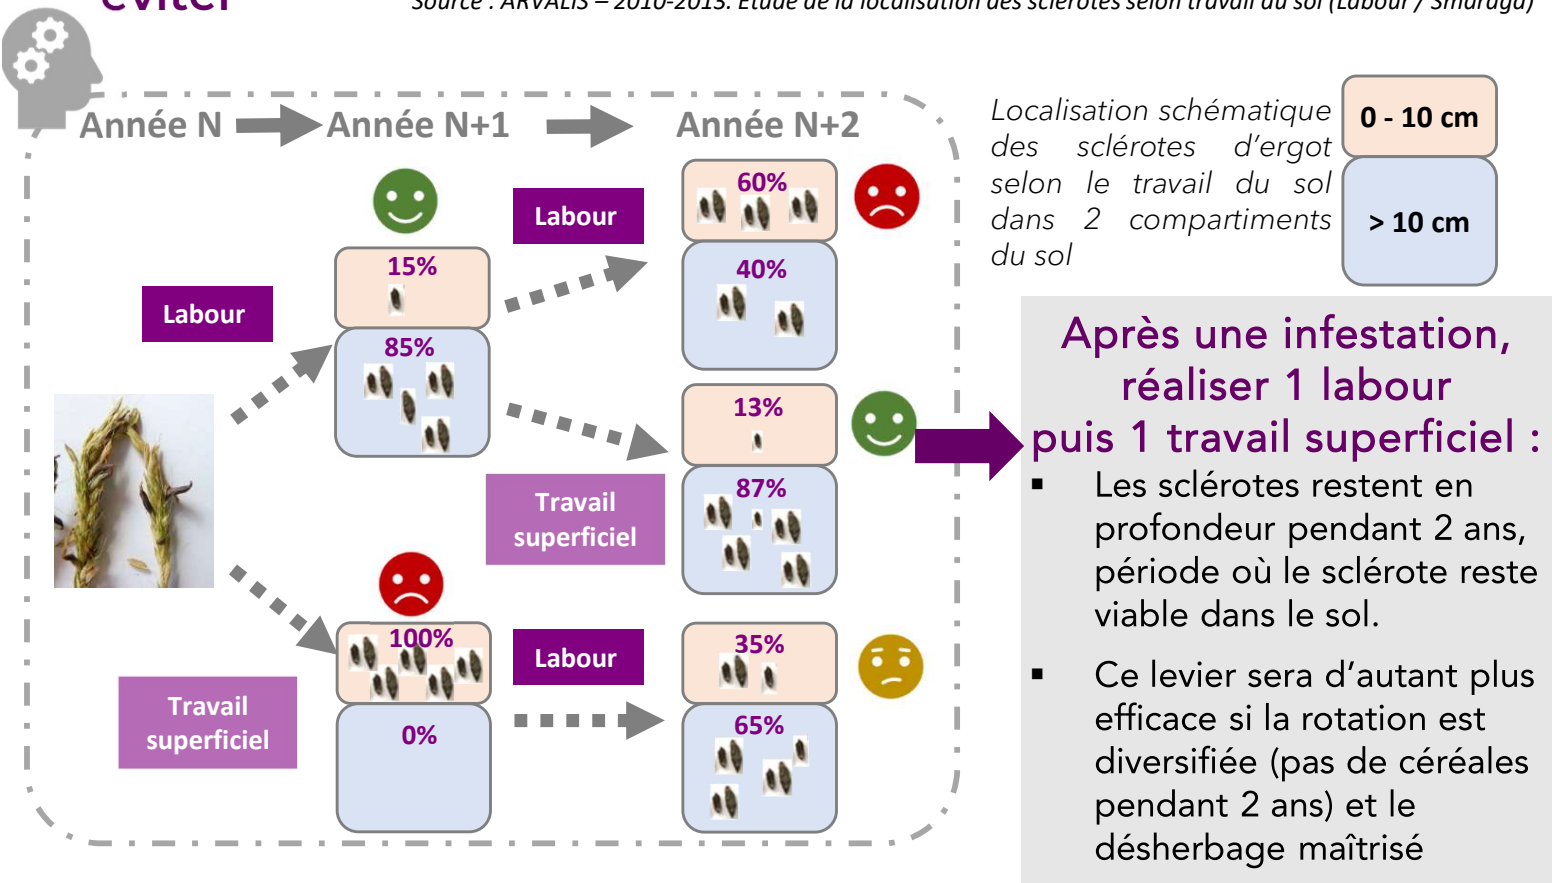 éviter
Source : ARVALIS – 2010-2013. Etude de la localisation des sclérotes selon travail du sol (Labour / Smaragd)
Année N
Année N+1
Année N+2
Labour
15%
85%
Labour
60%
40%
Travail
superficiel
13%
87%
Travail
superficiel
100%
0%
Labour
35%
65%
Localisation schématique
des sclérotes d’ergot
selon le travail du sol
dans 2 compartiments
du sol
0 - 10 cm
> 10 cm
Après une infestation,
réaliser 1 labour
puis 1 travail superficiel :
▪ Les sclérotes restent en
profondeur pendant 2 ans,
période où le sclérote reste
viable dans le sol.
▪ Ce levier sera d’autant plus
efficace si la rotation est
diversifiée (pas de céréales
pendant 2 ans) et le
désherbage maîtrisé